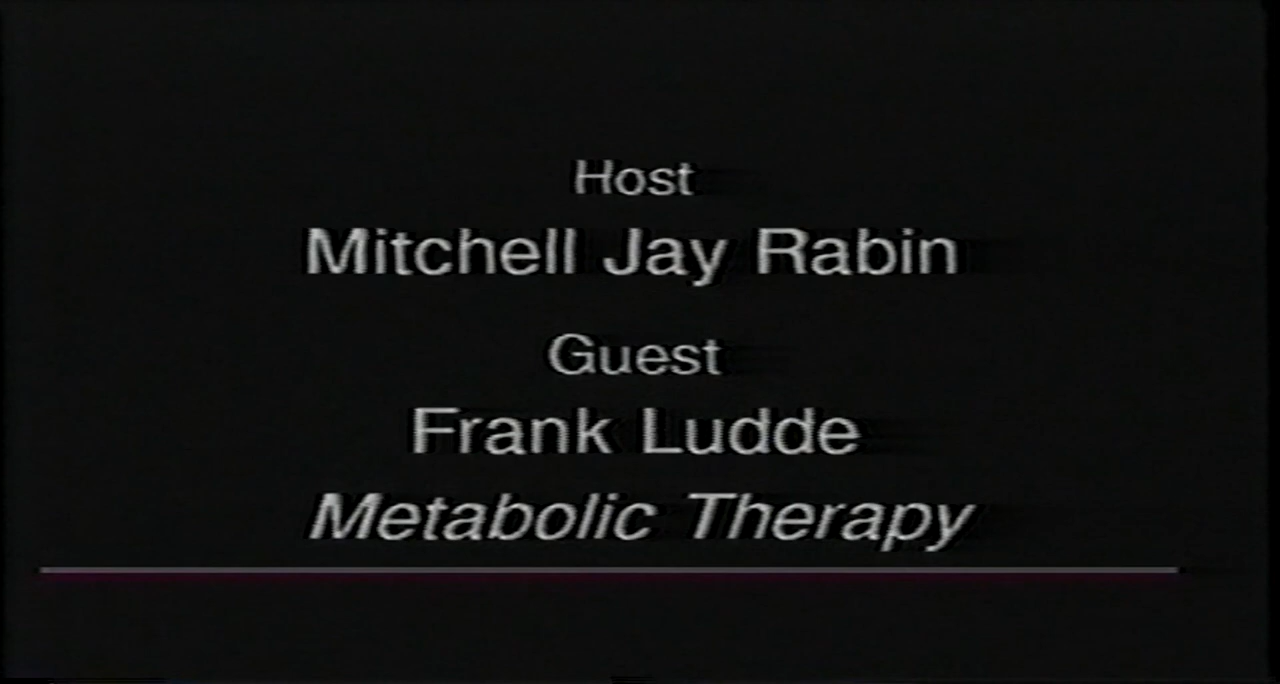 Host
Mitchell Jay Rabin
Guest
Frank Ludde
Metabolic Therapy